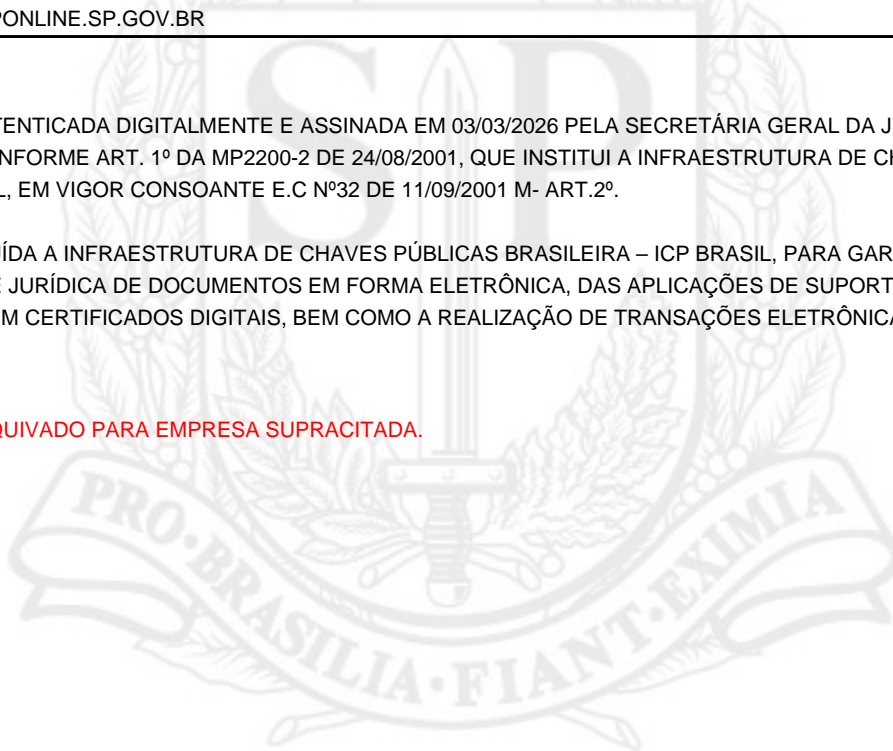 PONLINE.SP.GOV.BR
TENTICADA DIGITALMENTE E ASSINADA EM 03/03/2026 PELA SECRETÁRIA GERAL DA J
NFORME ART. 1º DA MP2200-2 DE 24/08/2001, QUE INSTITUI A INFRAESTRUTURA DE CH
L, EM VIGOR CONSOANTE E.C Nº32 DE 11/09/2001 M- ART.2º.
UÍDA A INFRAESTRUTURA DE CHAVES PÚBLICAS BRASILEIRA – ICP BRASIL, PARA GAR
E JURÍDICA DE DOCUMENTOS EM FORMA ELETRÔNICA, DAS APLICAÇÕES DE SUPORT
M CERTIFICADOS DIGITAIS, BEM COMO A REALIZAÇÃO DE TRANSAÇÕES ELETRÔNICA
QUIVADO PARA EMPRESA SUPRACITADA.
SP
PRO·BRASILIA·FIANT·EXIMIA